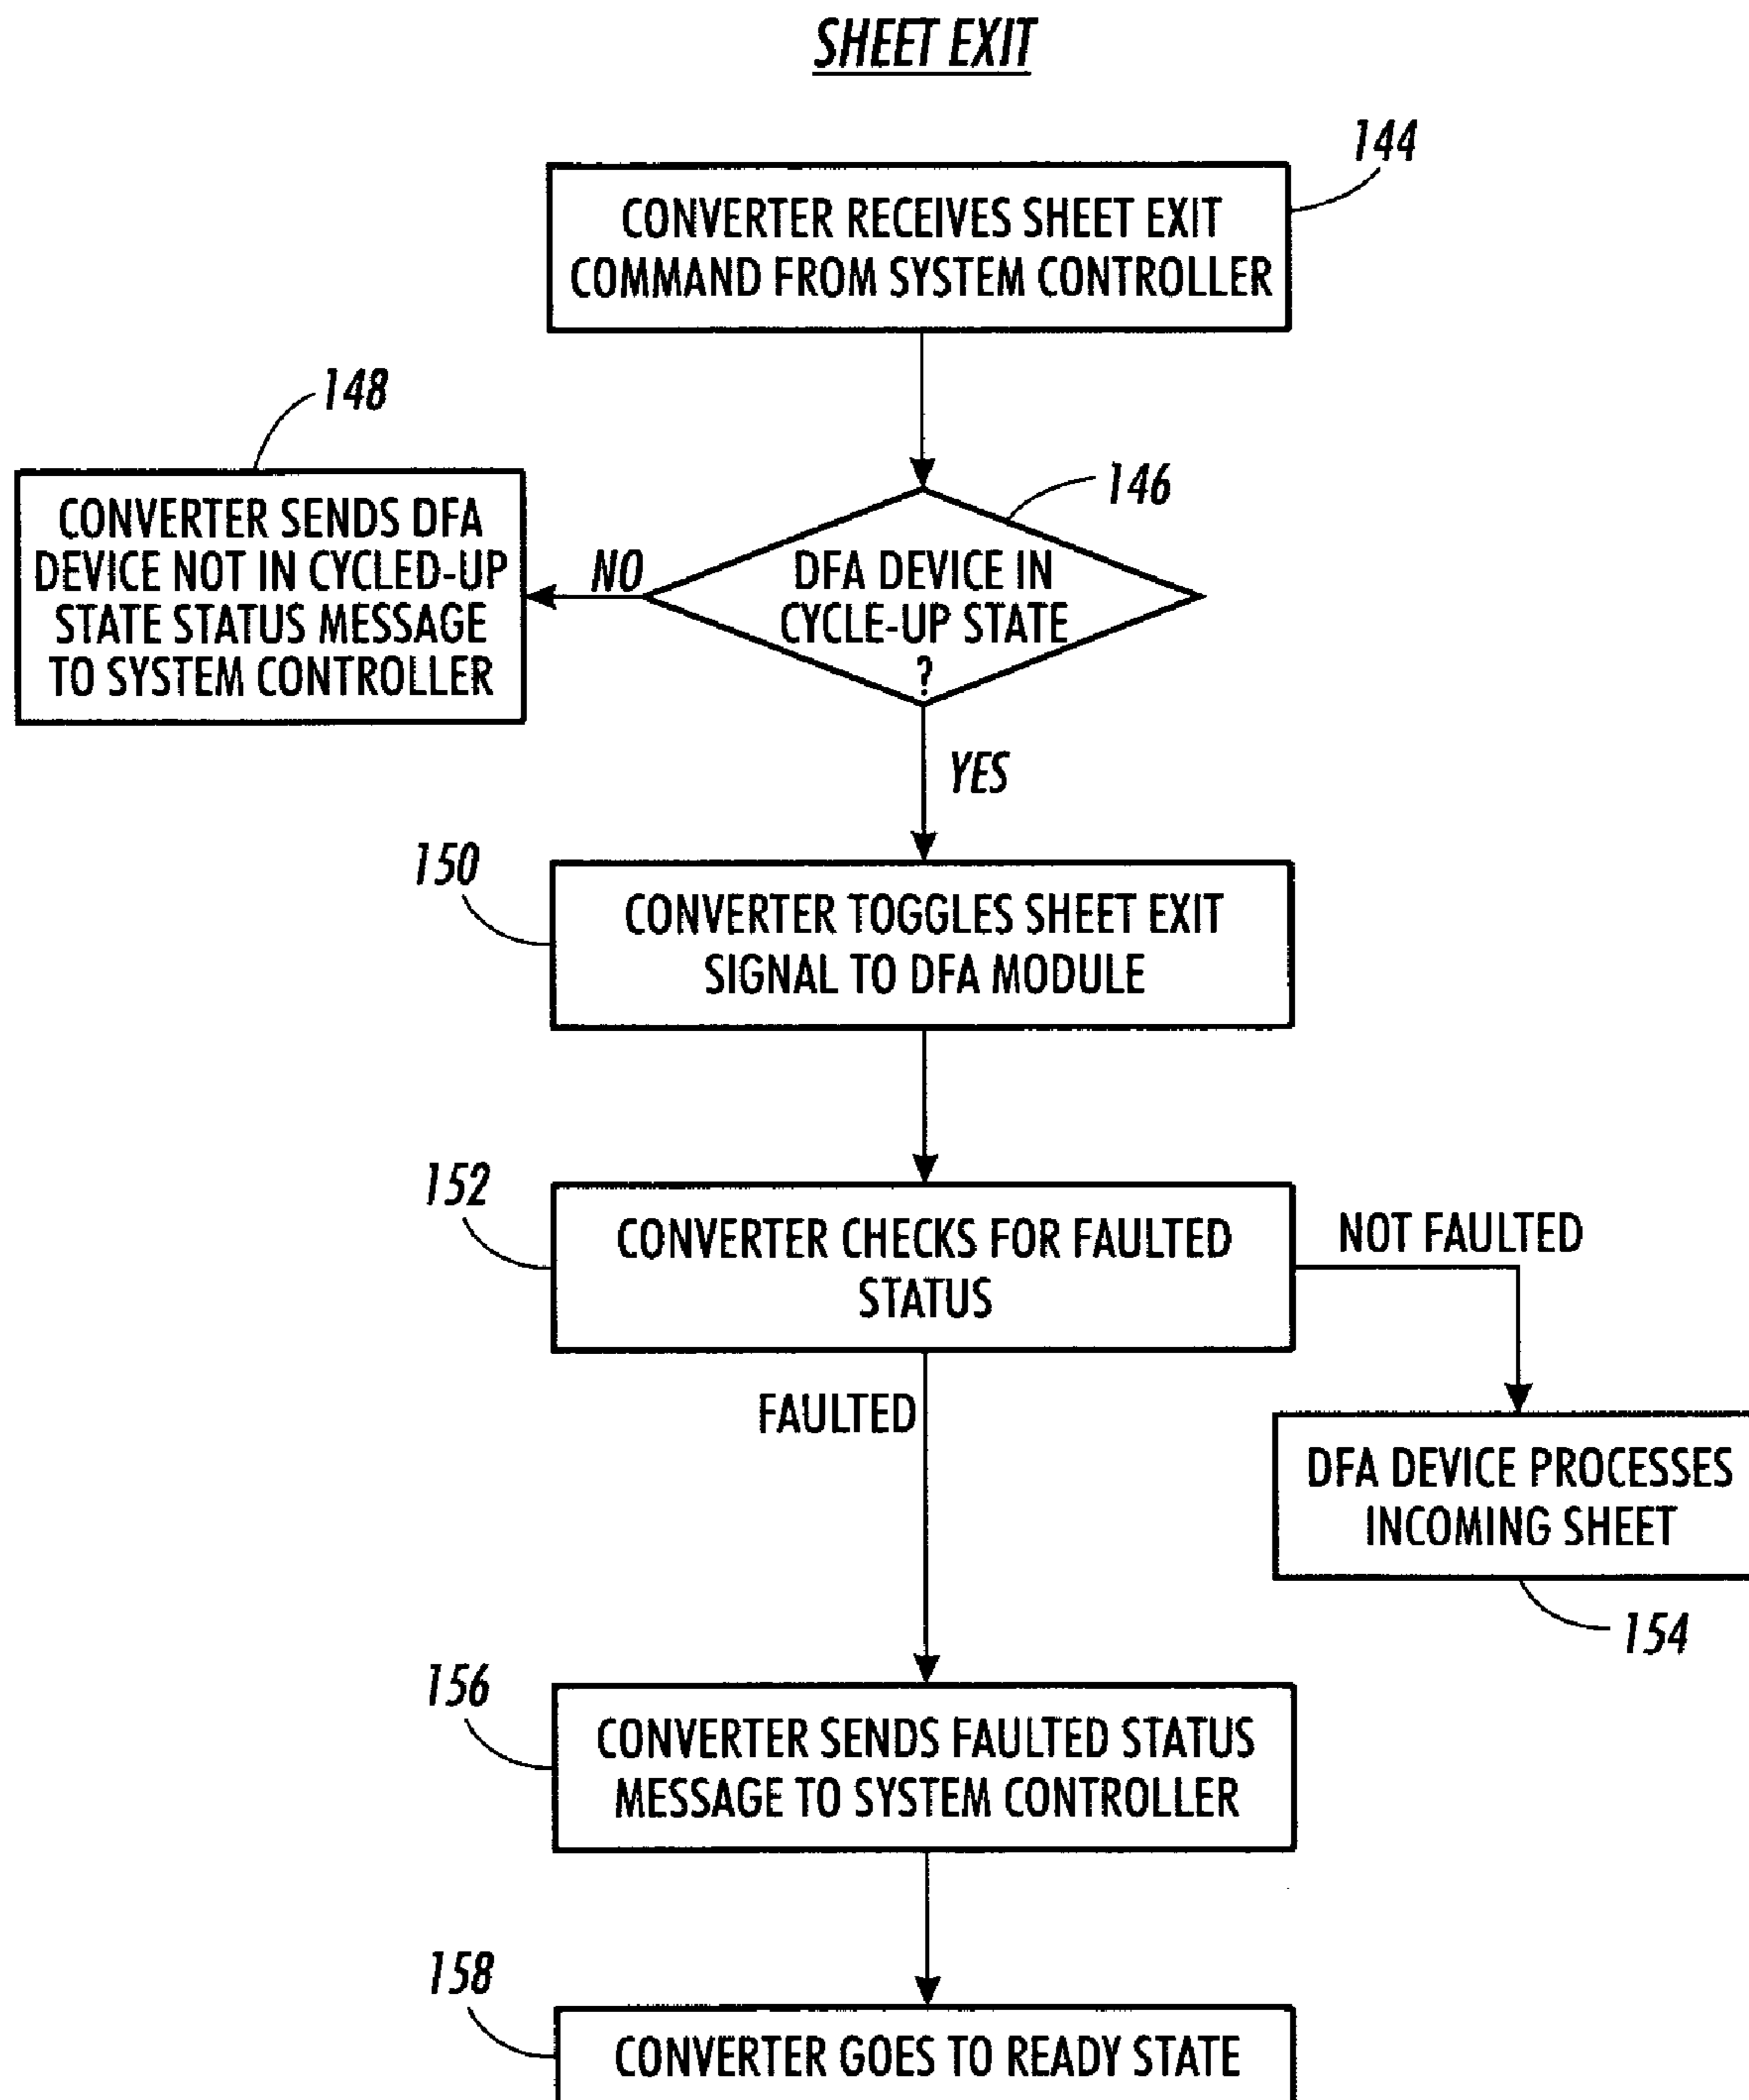 SHEET EXIT
144
CONVERTER RECEIVES SHEET EXIT
COMMAND FROM SYSTEM CONTROLLER
148
CONVERTER SENDS DFA
DEVICE NOT IN CYCLED-UP
STATE STATUS MESSAGE
TO SYSTEM CONTROLLER
NO
146
DFA DEVICE IN
CYCLE-UP STATE
?
YES
150
CONVERTER TOGGLES SHEET EXIT
SIGNAL TO DFA MODULE
152
CONVERTER CHECKS FOR FAULTED
STATUS
NOT FAULTED
FAULTED
DFA DEVICE PROCESSES
INCOMING SHEET
154
156
CONVERTER SENDS FAULTED STATUS
MESSAGE TO SYSTEM CONTROLLER
158
CONVERTER GOES TO READY STATE